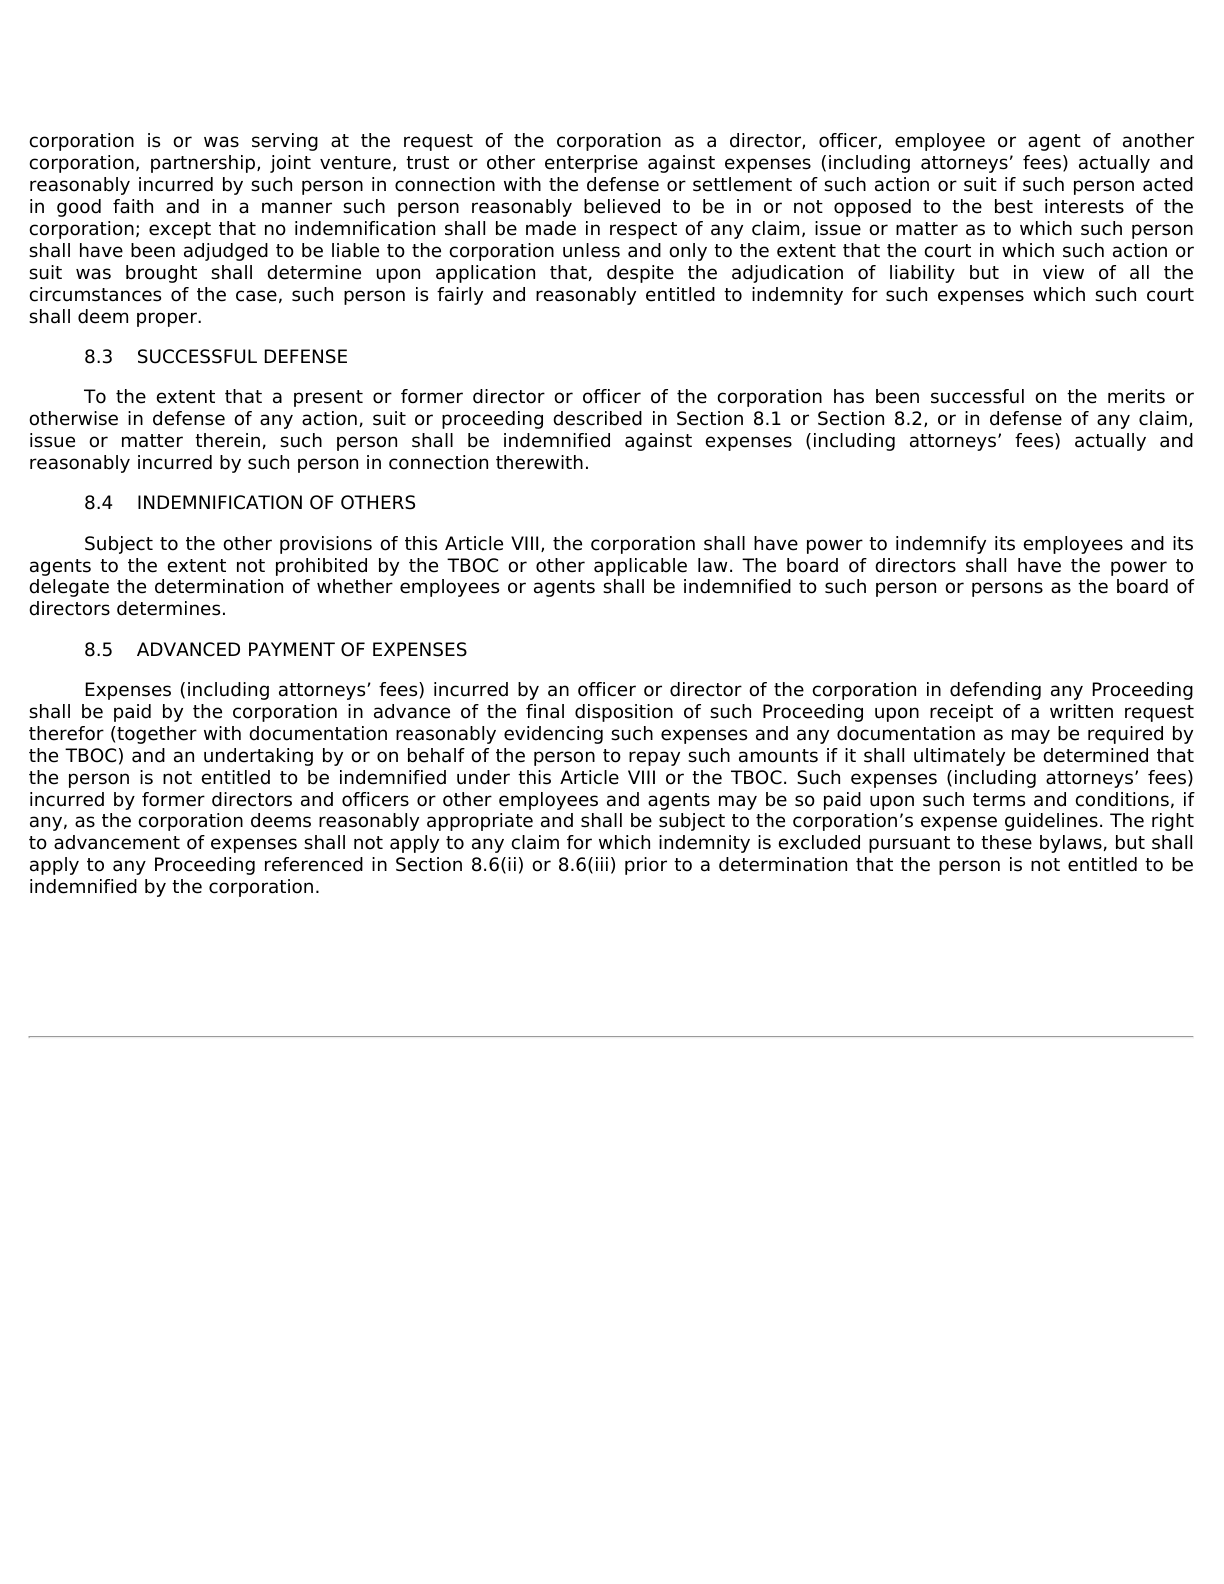 corporation is or was serving at the request of the corporation as a director, officer, employee or agent of another
corporation, partnership, joint venture, trust or other enterprise against expenses (including attorneys’ fees) actually and
reasonably incurred by such person in connection with the defense or settlement of such action or suit if such person acted
in good faith and in a manner such person reasonably believed to be in or not opposed to the best interests of the
corporation; except that no indemnification shall be made in respect of any claim, issue or matter as to which such person
shall have been adjudged to be liable to the corporation unless and only to the extent that the court in which such action or
suit was brought shall determine upon application that, despite the adjudication of liability but in view of all the
circumstances of the case, such person is fairly and reasonably entitled to indemnity for such expenses which such court
shall deem proper.
8.3 SUCCESSFUL DEFENSE
To the extent that a present or former director or officer of the corporation has been successful on the merits or
otherwise in defense of any action, suit or proceeding described in Section 8.1 or Section 8.2, or in defense of any claim,
issue or matter therein, such person shall be indemnified against expenses (including attorneys’ fees) actually and
reasonably incurred by such person in connection therewith.
8.4 INDEMNIFICATION OF OTHERS
Subject to the other provisions of this Article VIII, the corporation shall have power to indemnify its employees and its
agents to the extent not prohibited by the TBOC or other applicable law. The board of directors shall have the power to
delegate the determination of whether employees or agents shall be indemnified to such person or persons as the board of
directors determines.
8.5 ADVANCED PAYMENT OF EXPENSES
Expenses (including attorneys’ fees) incurred by an officer or director of the corporation in defending any Proceeding
shall be paid by the corporation in advance of the final disposition of such Proceeding upon receipt of a written request
therefor (together with documentation reasonably evidencing such expenses and any documentation as may be required by
the TBOC) and an undertaking by or on behalf of the person to repay such amounts if it shall ultimately be determined that
the person is not entitled to be indemnified under this Article VIII or the TBOC. Such expenses (including attorneys’ fees)
incurred by former directors and officers or other employees and agents may be so paid upon such terms and conditions, if
any, as the corporation deems reasonably appropriate and shall be subject to the corporation’s expense guidelines. The right
to advancement of expenses shall not apply to any claim for which indemnity is excluded pursuant to these bylaws, but shall
apply to any Proceeding referenced in Section 8.6(ii) or 8.6(iii) prior to a determination that the person is not entitled to be
indemnified by the corporation.